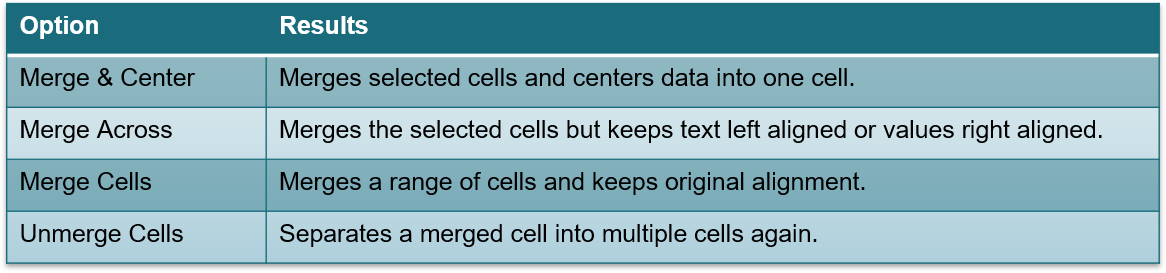 Option Results
Merge & Center Merges selected cells and centers data into one cell.
Merge Across Merges the selected cells but keeps text left aligned or values right aligned.
Merge Cells Merges a range of cells and keeps original alignment.
Unmerge Cells Separates a merged cell into multiple cells again.